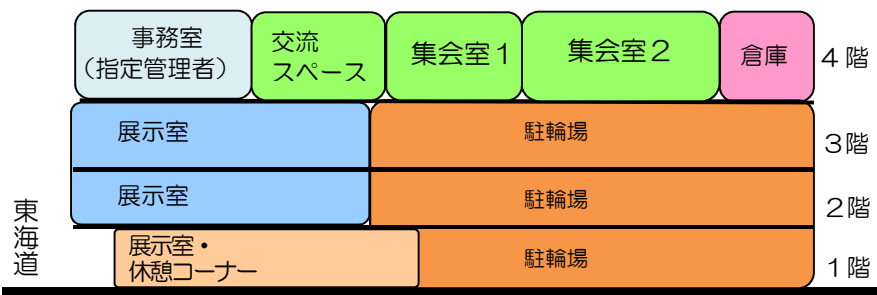 事務室
（指定管理者）
交流
スペース
集会室１
集会室２
倉庫
４階
展示室
駐輪場
３階
展示室
駐輪場
２階
東海道
展示室・
休憩コーナー
駐輪場
１階